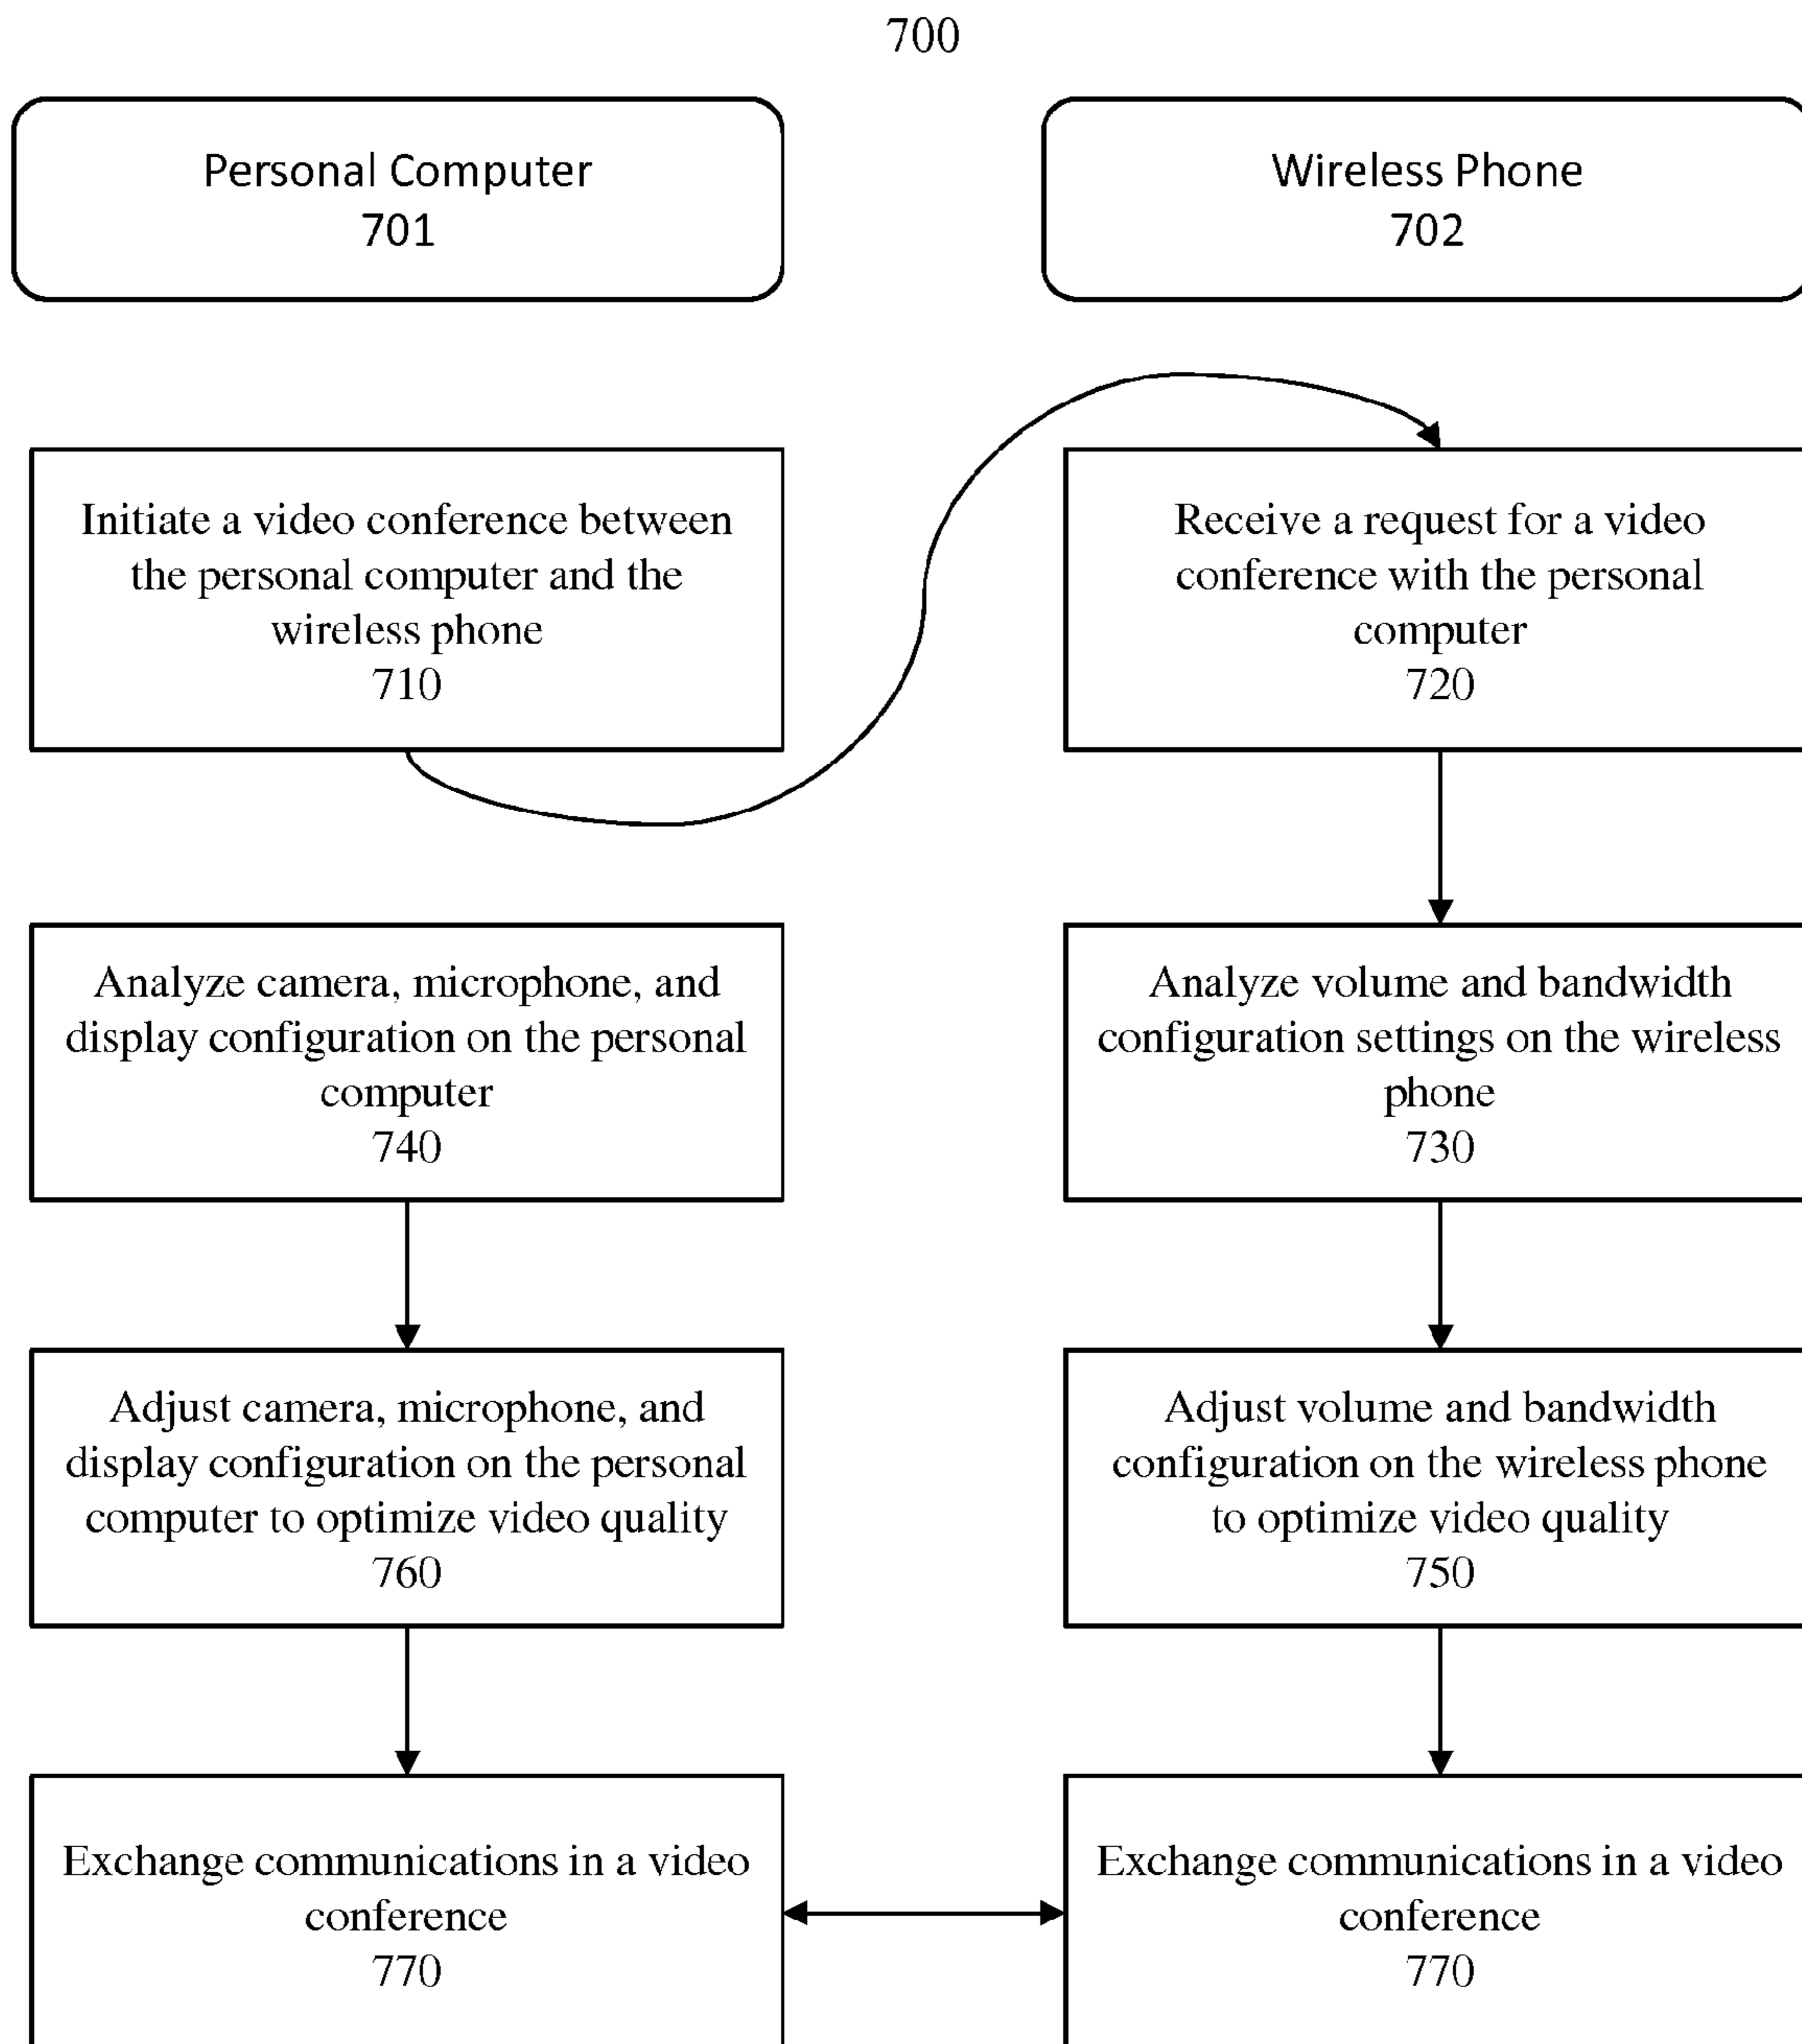 700
Personal Computer
701
Wireless Phone
702
Initiate a video conference between
the personal computer and the
wireless phone
710
Receive a request for a video
conference with the personal
computer
720
Analyze camera, microphone, and
display configuration on the personal
computer
740
Analyze volume and bandwidth
configuration settings on the wireless
phone
730
Adjust camera, microphone, and
display configuration on the personal
computer to optimize video quality
760
Adjust volume and bandwidth
configuration on the wireless phone
to optimize video quality
750
Exchange communications in a video
conference
770
Exchange communications in a video
conference
770